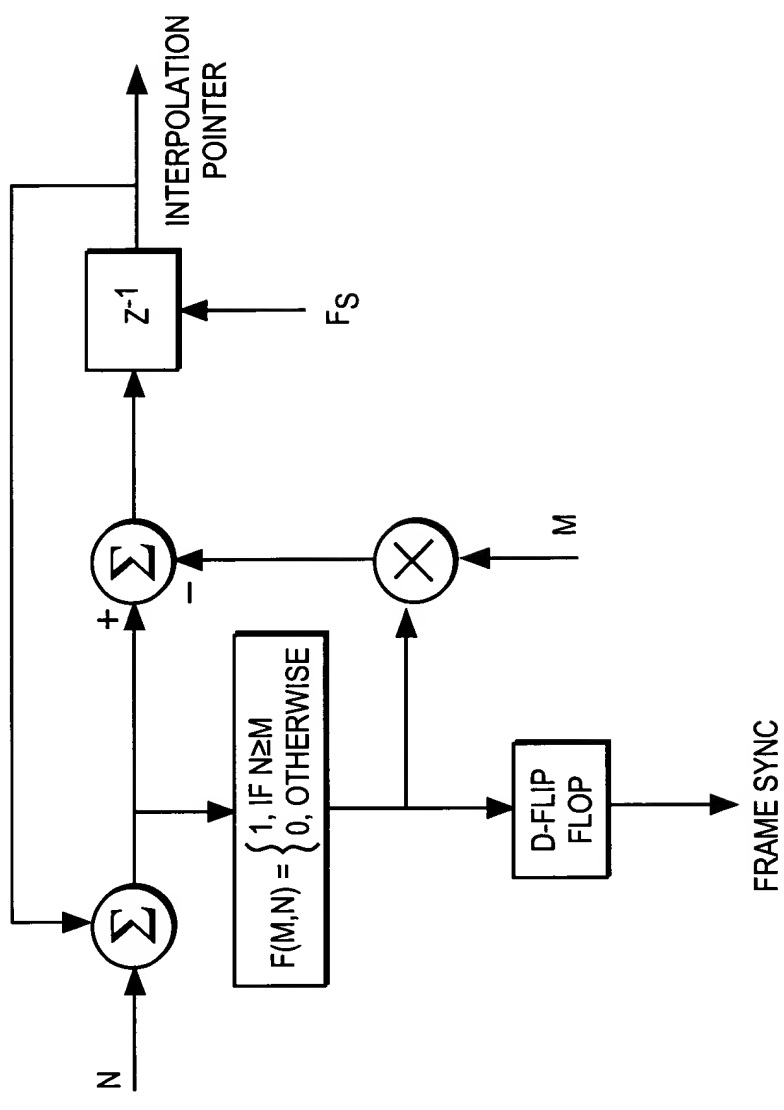 N
Σ
+
Σ
−
Z-1
INTERPOLATION
POINTER
FS
F(M,N) = { 1, IF N≥M
0, OTHERWISE
M
D-FLIP
FLOP
FRAME SYNC